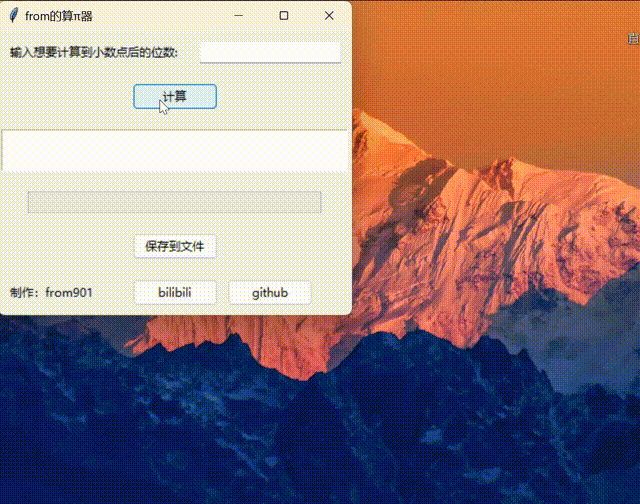 from的算π器
输入想要计算到小数点后的位数:
计算
保存到文件
制作：from901 bilibili github